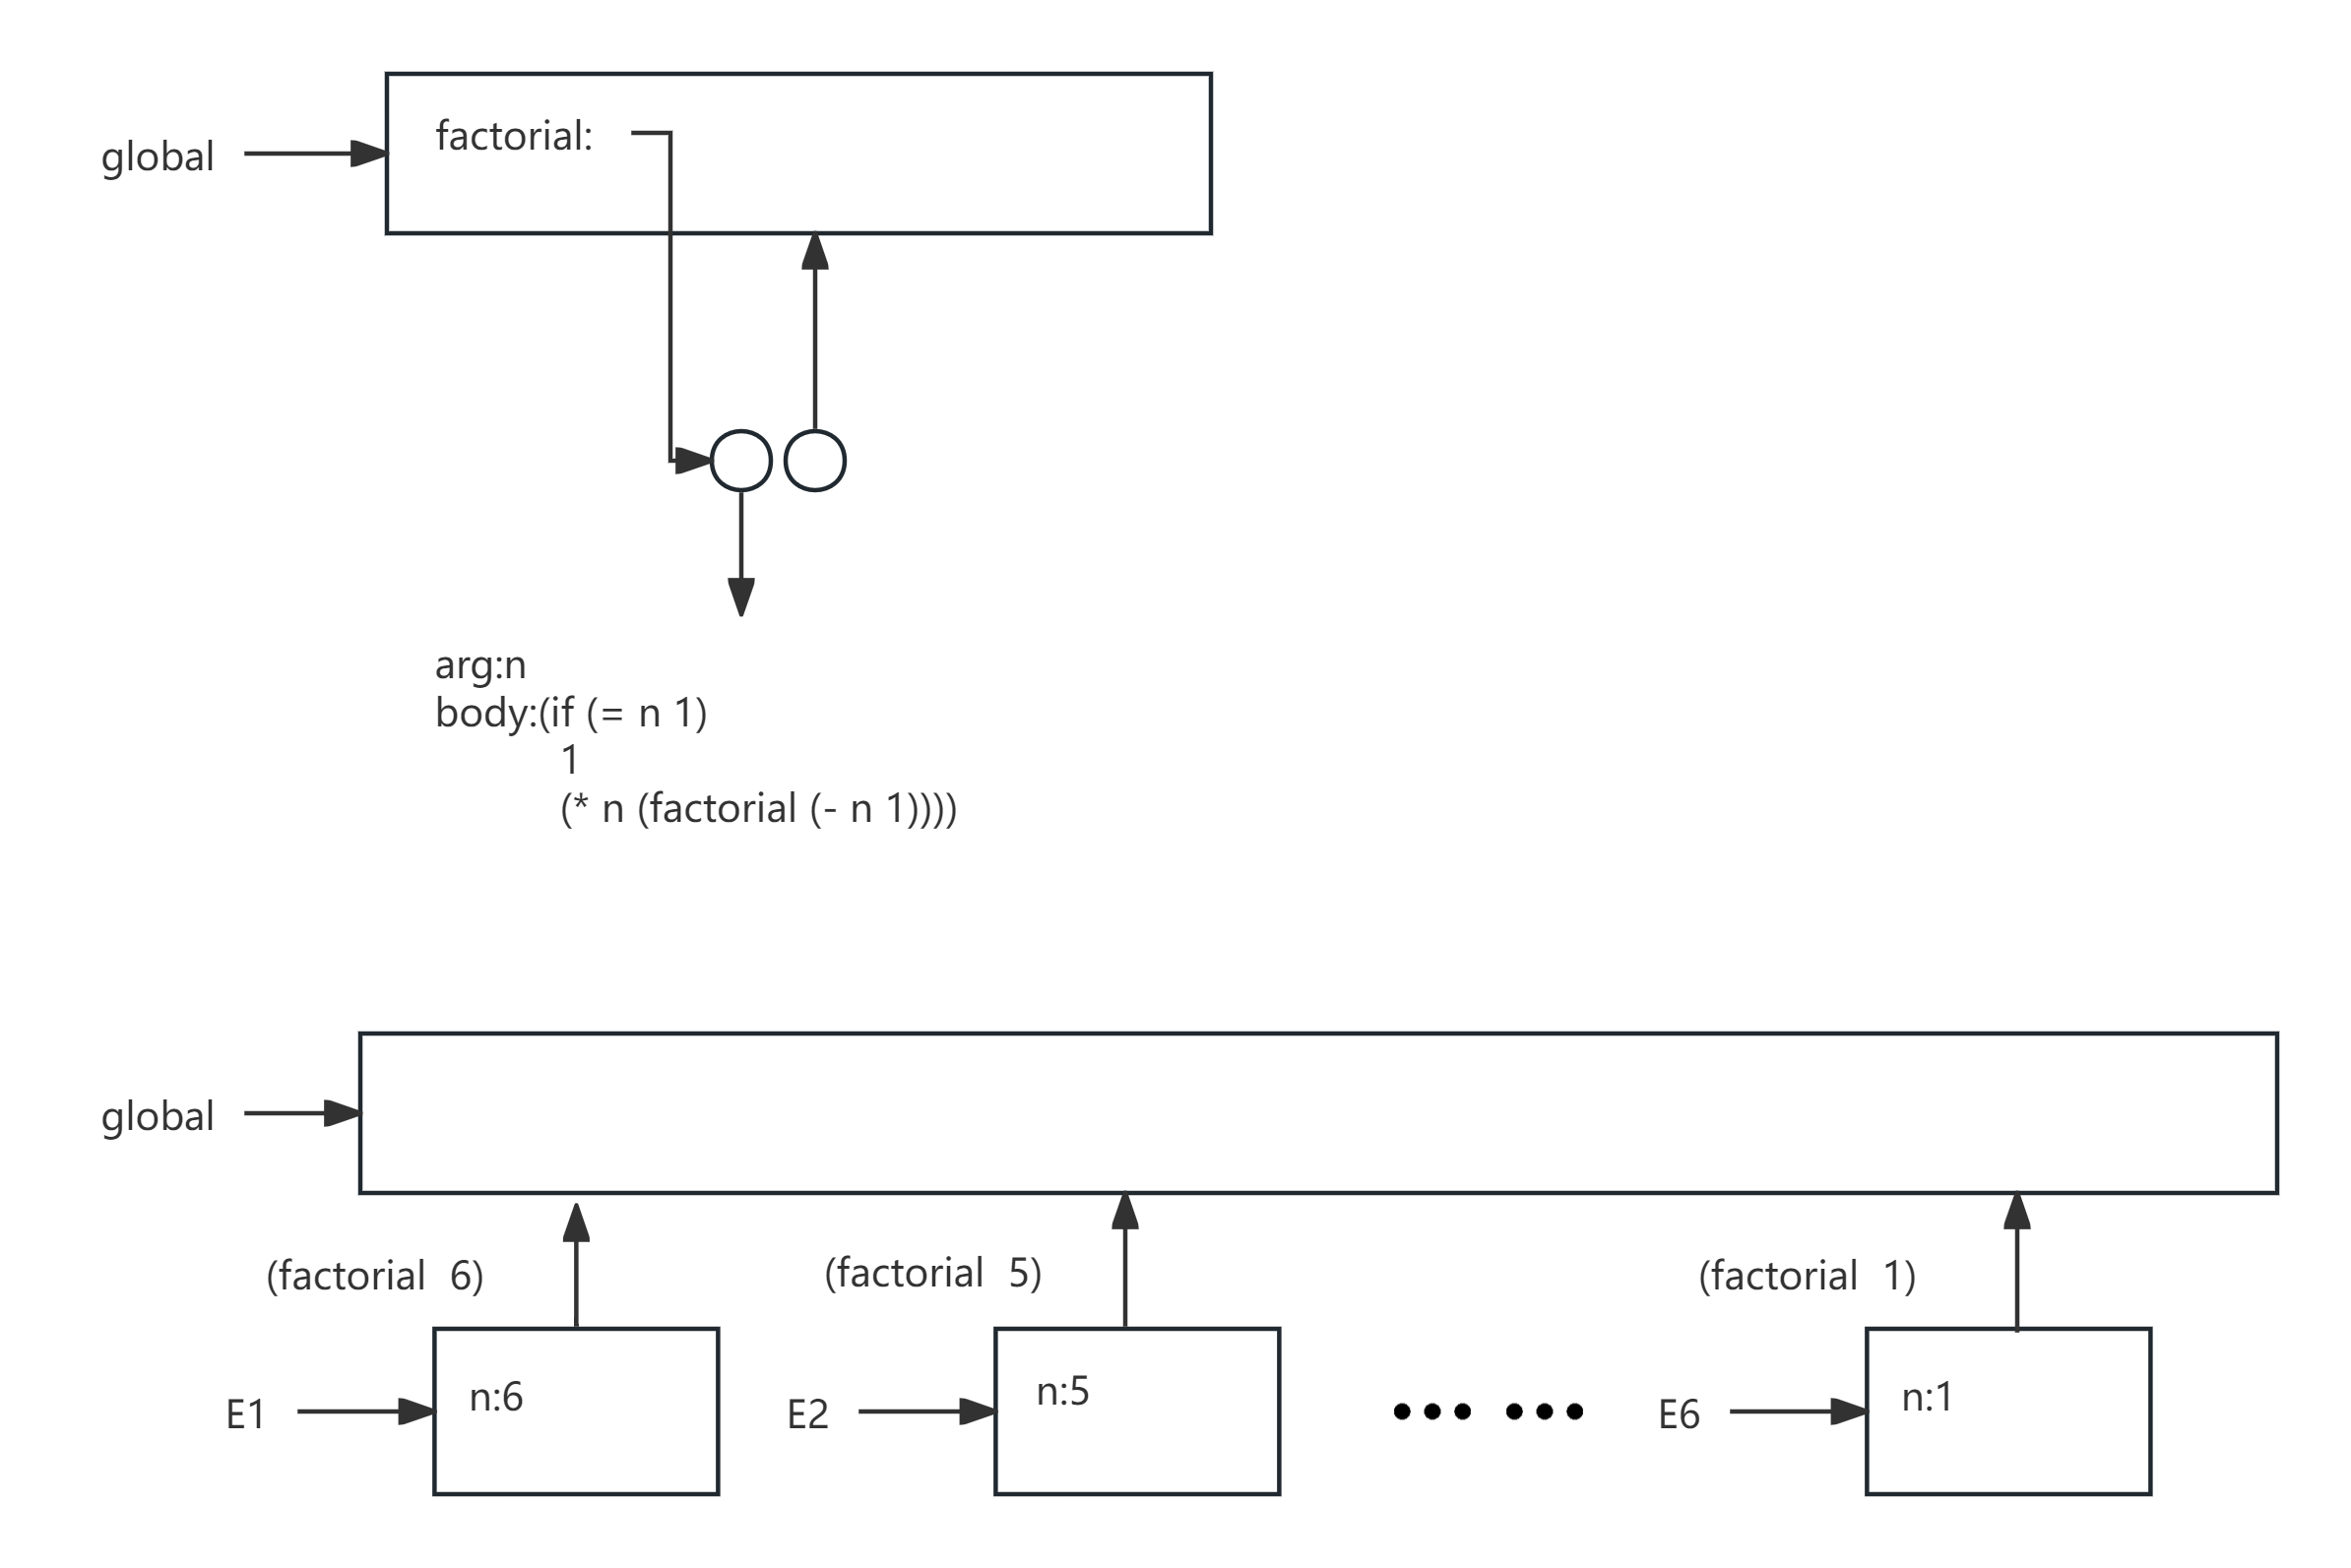 global
factorial:
arg:n
body:(if (= n 1)
1
(* n (factorial (- n 1))))
global
(factorial  6)
(factorial  5)
(factorial  1)
E1
n:6
E2
n:5
E6
n:1